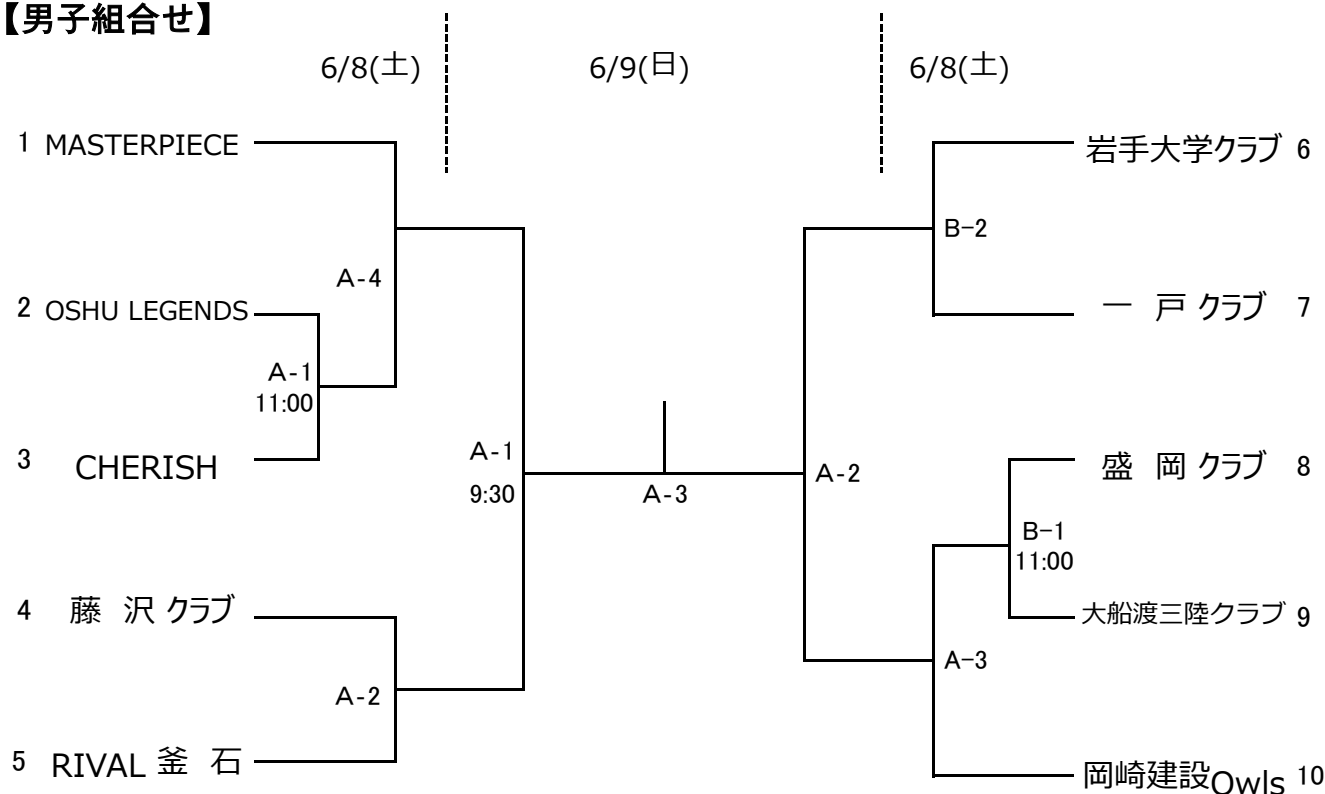 【男子組合せ】
6/8(土) 6/9(日) 6/8(土)
1 MASTERPIECE
岩手大学クラブ 6
B-2
A-4
2 OSHU LEGENDS
一 戸 クラブ 7
A-1
11:00
3 CHERISH
A-1
9:30
A-3
A-2
盛 岡 クラブ 8
B-1
11:00
4 藤 沢 クラブ
大船渡三陸クラブ 9
A-3
A-2
5 RIVAL 釜 石
岡崎建設Owls 10